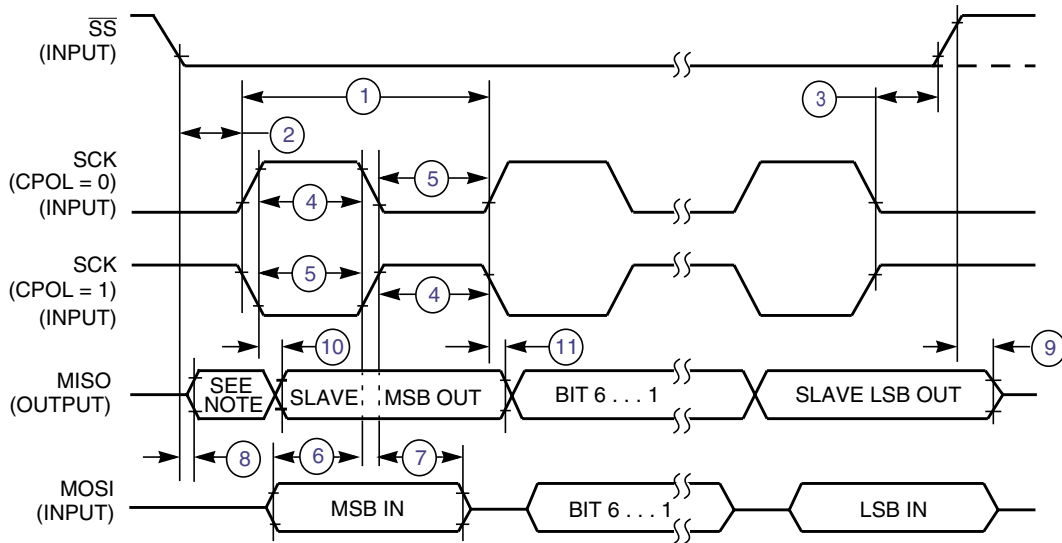 SS
(INPUT)
1
3
2
SCK
(CPOL = 0)
(INPUT)
5
4
SCK
(CPOL = 1)
(INPUT)
5
4
10
11
9
MISO
(OUTPUT)
SEE
NOTE
SLAVE
MSB OUT
BIT 6 . . . 1
SLAVE LSB OUT
8
6
7
MOSI
(INPUT)
MSB IN
BIT 6 . . . 1
LSB IN